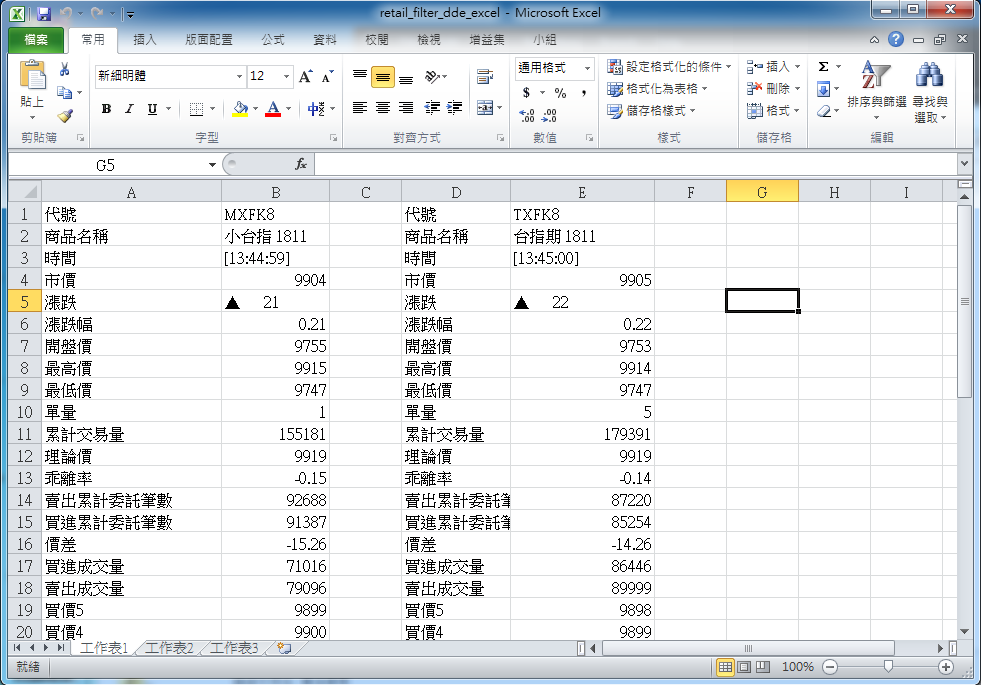 retail_filter_dde_excel - Microsoft Excel
檔案 常用 插入 版面配置 公式 資料 校閱 檢視 增益集 小組
新細明體 12 通用格式 設定格式化的條件 插入 Σ
貼上 B I U 中 $ % , 格式化為表格 刪除 排序與篩選 尋找與選取
.00 .00 儲存格樣式 格式
剪貼簿 字型 對齊方式 數值 樣式 儲存格 編輯
G5 fx
A B C D E F G H I
1 代號 MXFK8 代號 TXFK8
2 商品名稱 小台指 1811 商品名稱 台指期 1811
3 時間 [13:44:59] 時間 [13:45:00]
4 市價 9904 市價 9905
5 漲跌 ▲ 21 漲跌 ▲ 22
6 漲跌幅 0.21 漲跌幅 0.22
7 開盤價 9755 開盤價 9753
8 最高價 9915 最高價 9914
9 最低價 9747 最低價 9747
10 單量 1 單量 5
11 累計交易量 155181 累計交易量 179391
12 理論價 9919 理論價 9919
13 乖離率 -0.15 乖離率 -0.14
14 賣出累計委託筆數 92688 賣出累計委託筆 87220
15 買進累計委託筆數 91387 買進累計委託筆 85254
16 價差 -15.26 價差 -14.26
17 買進成交量 71016 買進成交量 86446
18 賣出成交量 79096 賣出成交量 89999
19 買價5 9899 買價5 9898
20 買價4 9900 買價4 9899
工作表1 工作表2 工作表3
就緒 100%